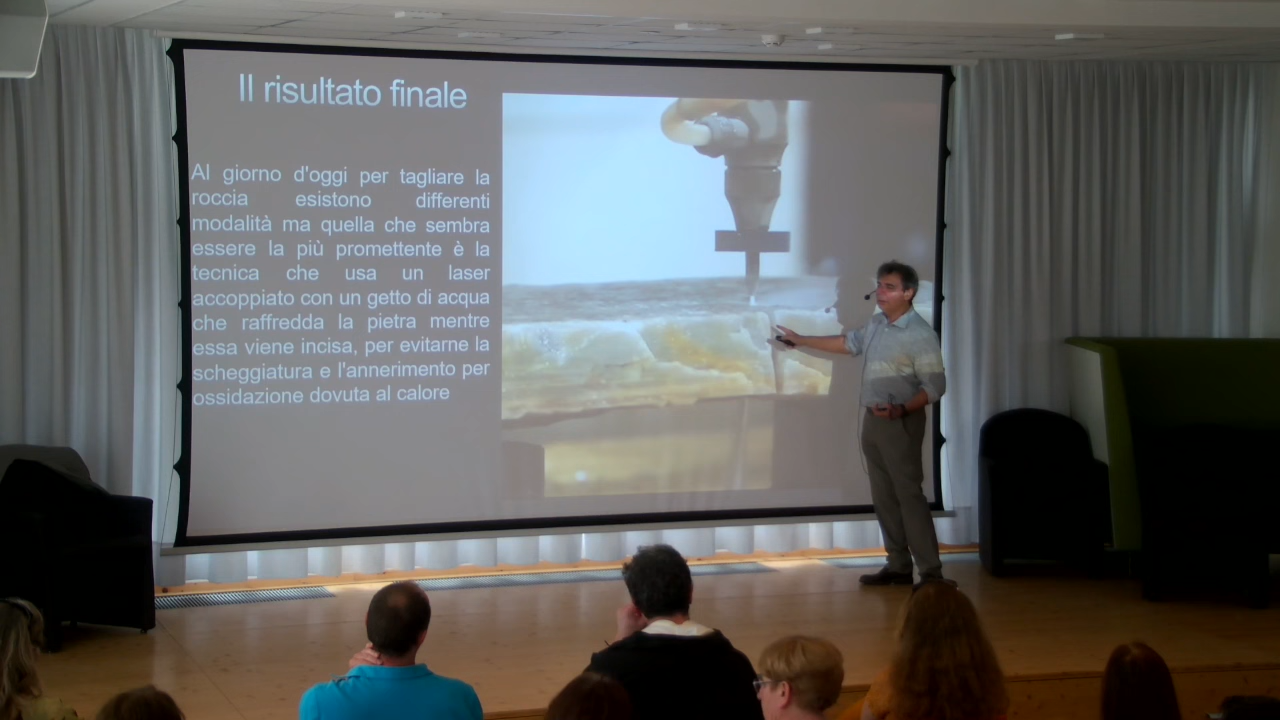 Il risultato finale
Al giorno d'oggi per tagliare la
roccia esistono differenti
modalità ma quella che sembra
essere la più promettente è la
tecnica che usa un laser
accoppiato con un getto di acqua
che raffredda la pietra mentre
essa viene incisa, per evitarne la
scheggiatura e l'annerimento per
ossidazione dovuta al calore